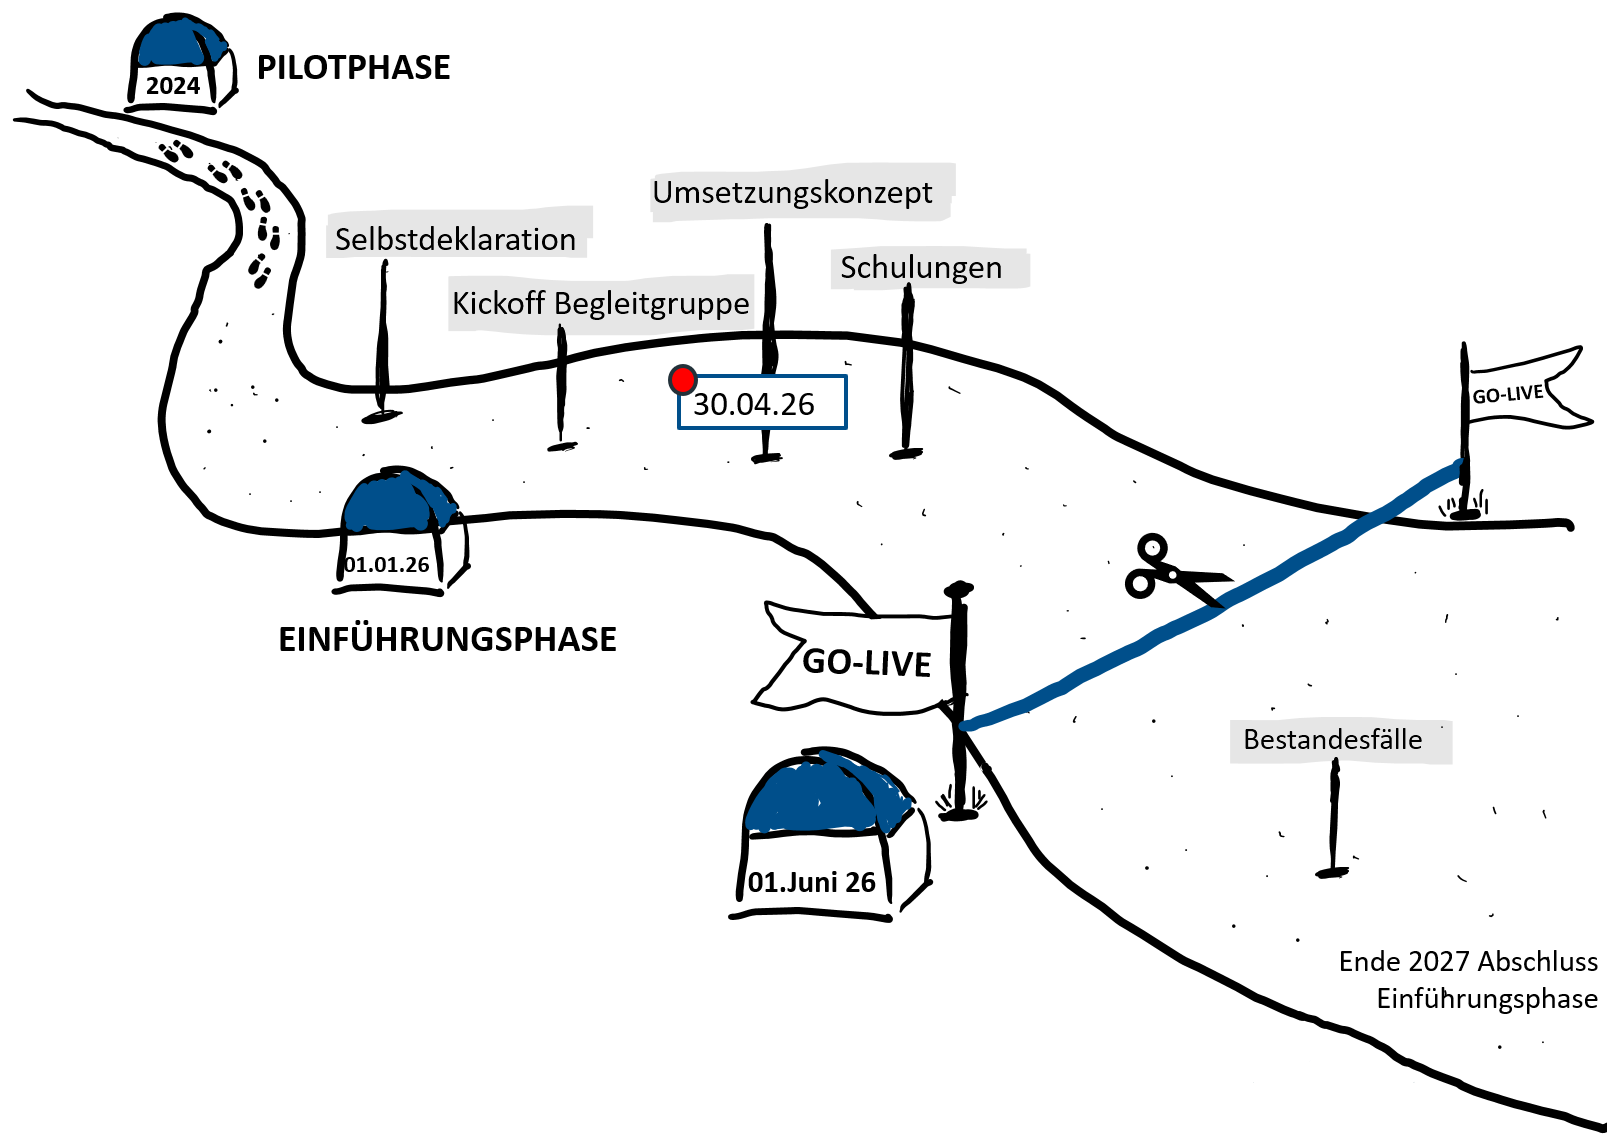 2024
PILOTPHASE
Umsetzungskonzept
Selbstdeklaration
Schulungen
Kickoff Begleitgruppe
30.04.26
GO-LIVE
01.01.26
EINFÜHRUNGSPHASE
GO-LIVE
Bestandesfälle
01.Juni 26
Ende 2027 Abschluss
Einführungsphase